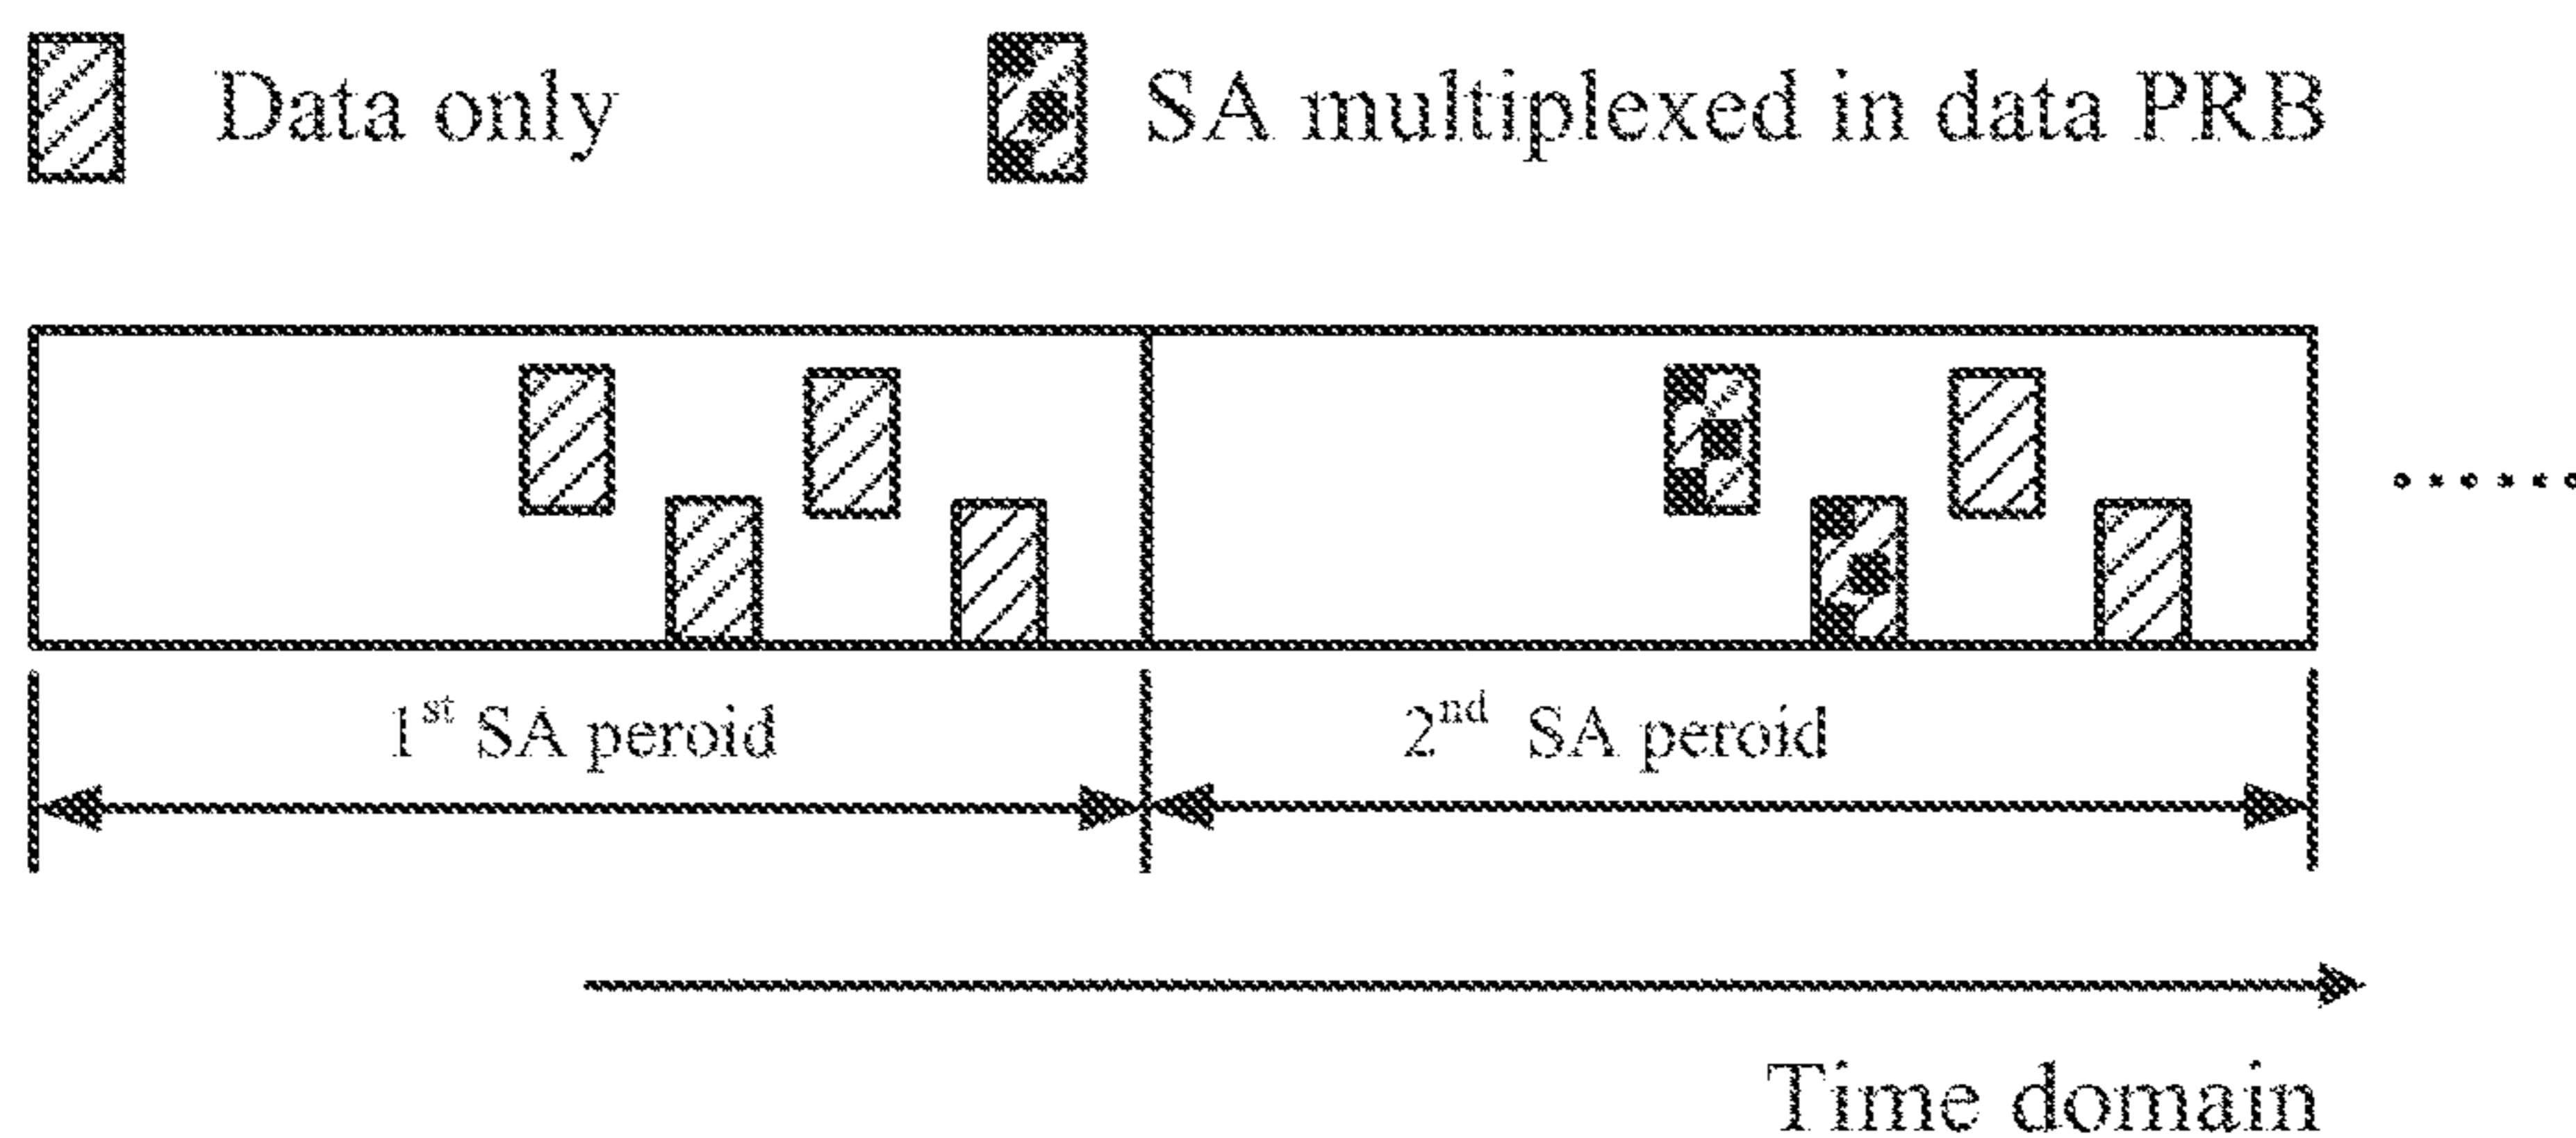 Data only
SA multiplexed in data PRB
1st SA peroid
2nd SA peroid
Time domain